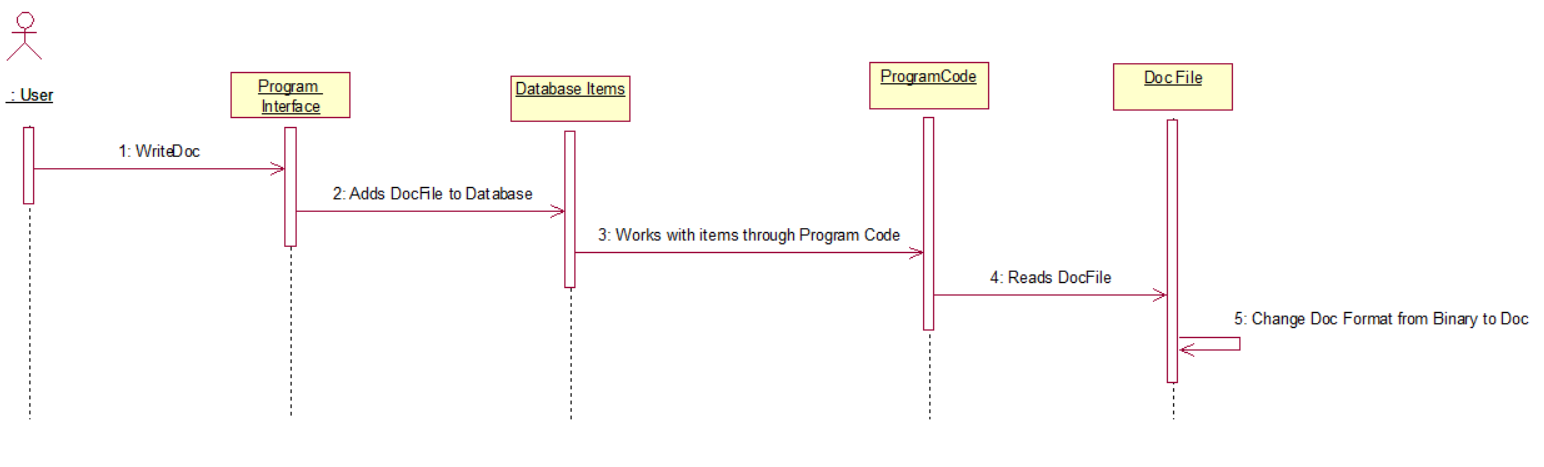 : User
Program
Interface
Database Items
ProgramCode
Doc File
1: WriteDoc
2: Adds DocFile to Database
3: Works with items through Program Code
4: Reads DocFile
5: Change Doc Format from Binary to Doc